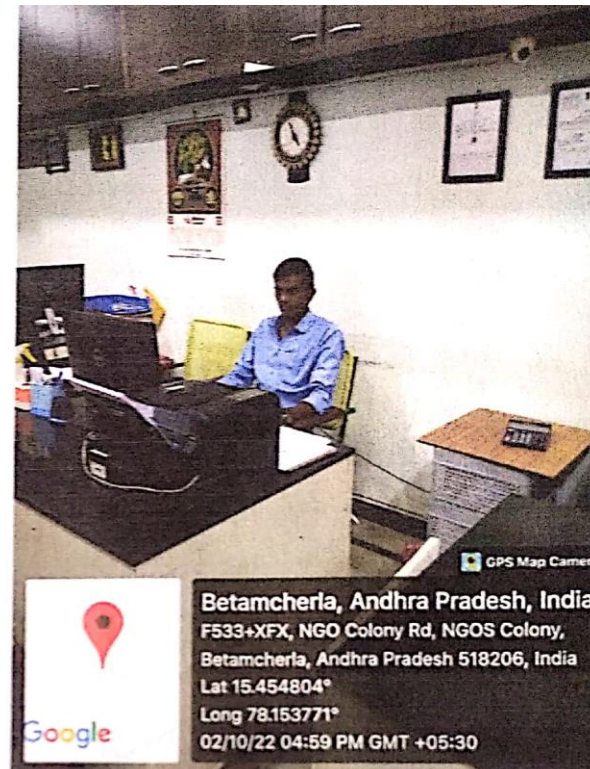 GPS Map Camer
Betamcherla, Andhra Pradesh, India
F533+XFX, NGO Colony Rd, NGOS Colony,
Betamcherla, Andhra Pradesh 518206, India
Lat 15.454804°
Long 78.153771°
02/10/22 04:59 PM GMT +05:30
Google